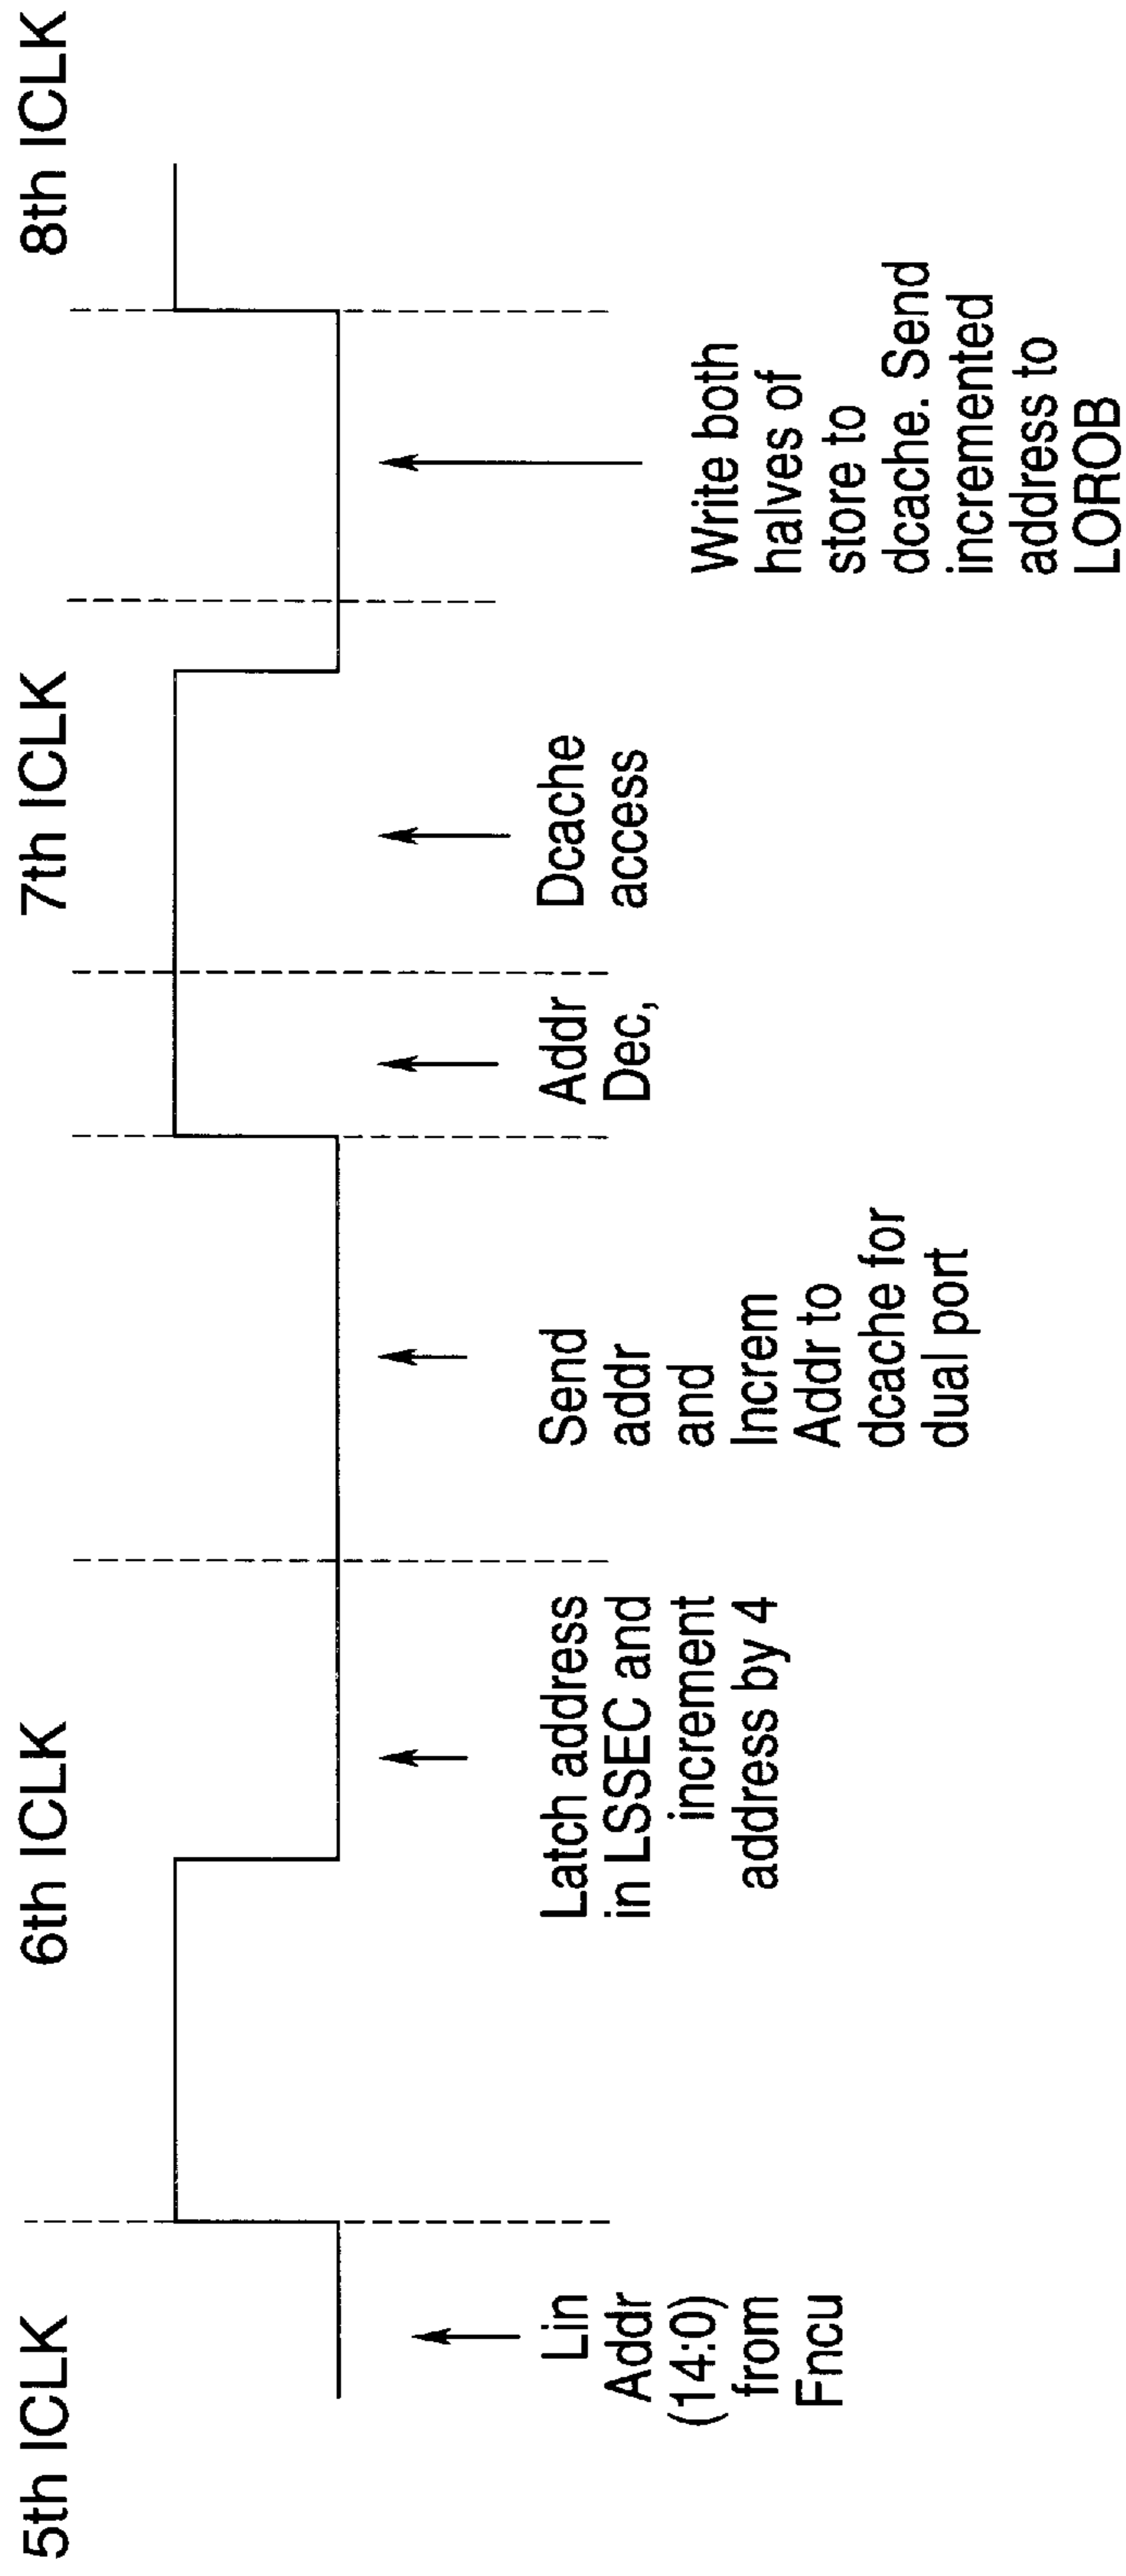 5th ICLK
6th ICLK
7th ICLK
8th ICLK
Lin
Addr
(14:0)
from
Fncu
Latch address
in LSSEC and
increment
address by 4
Send
addr
and
Increm
Addr to
dcache for
dual port
Addr
Dec,
Dcache
access
Write both
halves of
store to
dcache. Send
incremented
address to
LOROB